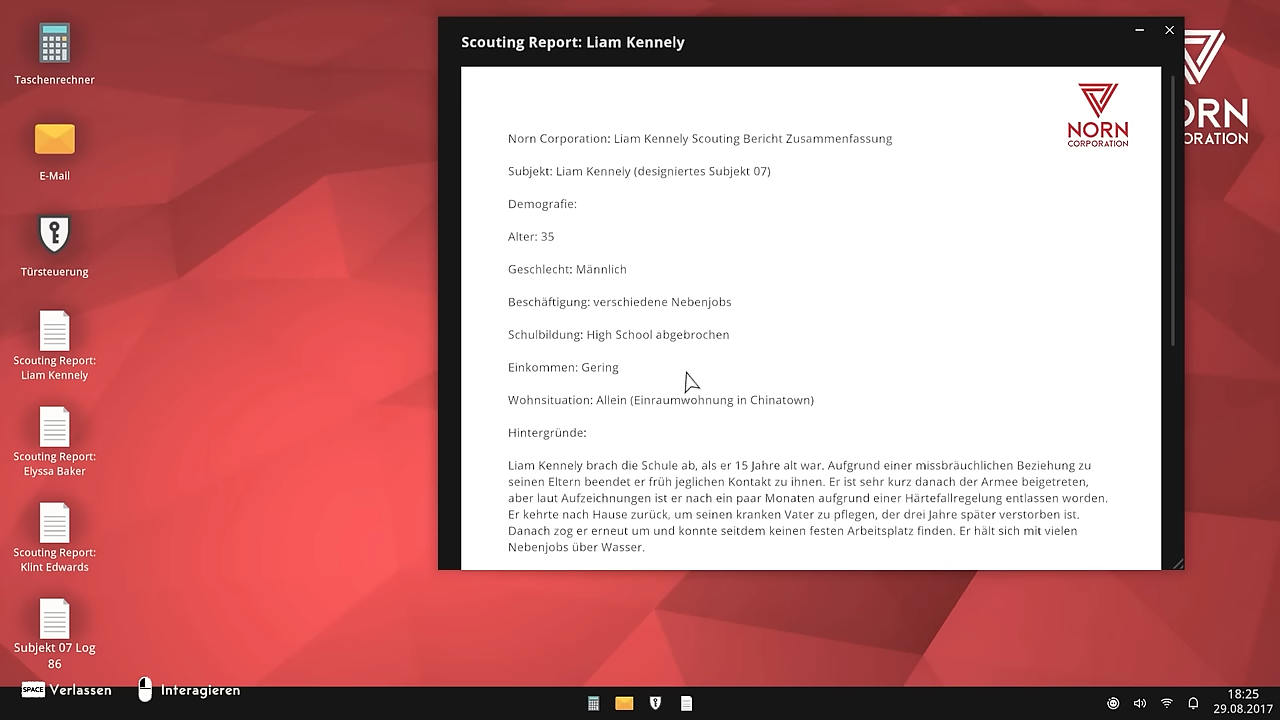 Taschenrechner
E-Mail
Türsteuerung
Scouting Report:
Liam Kennely
Scouting Report:
Elyssa Baker
Scouting Report:
Klint Edwards
Subjekt 07 Log
86
SPACE Verlassen
Interagieren
Scouting Report: Liam Kennely
NORN
CORPORATION
Norn Corporation: Liam Kennely Scouting Bericht Zusammenfassung
Subjekt: Liam Kennely (designiertes Subjekt 07)
Demografie:
Alter: 35
Geschlecht: Männlich
Beschäftigung: verschiedene Nebenjobs
Schulbildung: High School abgebrochen
Einkommen: Gering
Wohnsituation: Allein (Einraumwohnung in Chinatown)
Hintergründe:
Liam Kennely brach die Schule ab, als er 15 Jahre alt war. Aufgrund einer missbräuchlichen Beziehung zu
seinen Eltern beendet er früh jeglichen Kontakt zu ihnen. Er ist sehr kurz danach der Armee beigetreten,
aber laut Aufzeichnungen ist er nach ein paar Monaten aufgrund einer Härtefallregelung entlassen worden.
Er kehrte nach Hause zurück, um seinen kranken Vater zu pflegen, der drei Jahre später verstorben ist.
Danach zog er erneut um und konnte seitdem keinen festen Arbeitsplatz finden. Er hält sich mit vielen
Nebenjobs über Wasser.
ORN
ORATION
18:25
29.08.2017